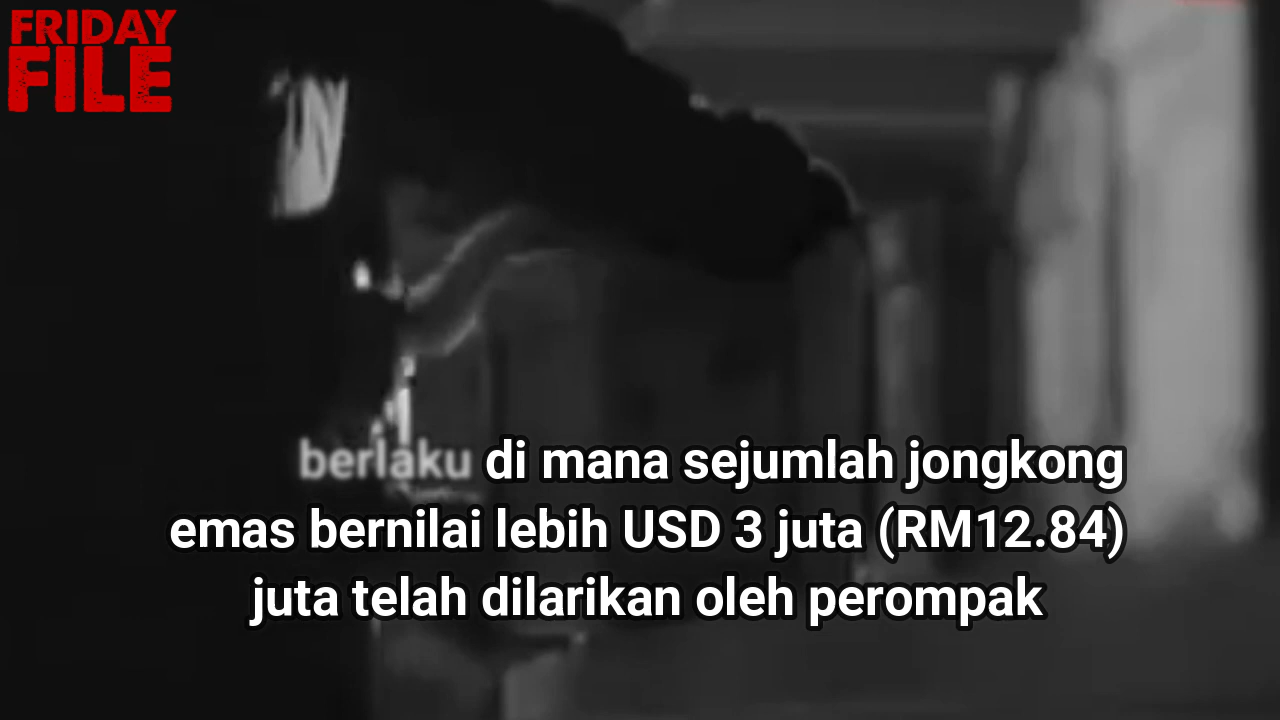 FRIDAY
FILE
berlaku di mana sejumlah jongkong
emas bernilai lebih USD 3 juta (RM12.84)
juta telah dilarikan oleh perompak